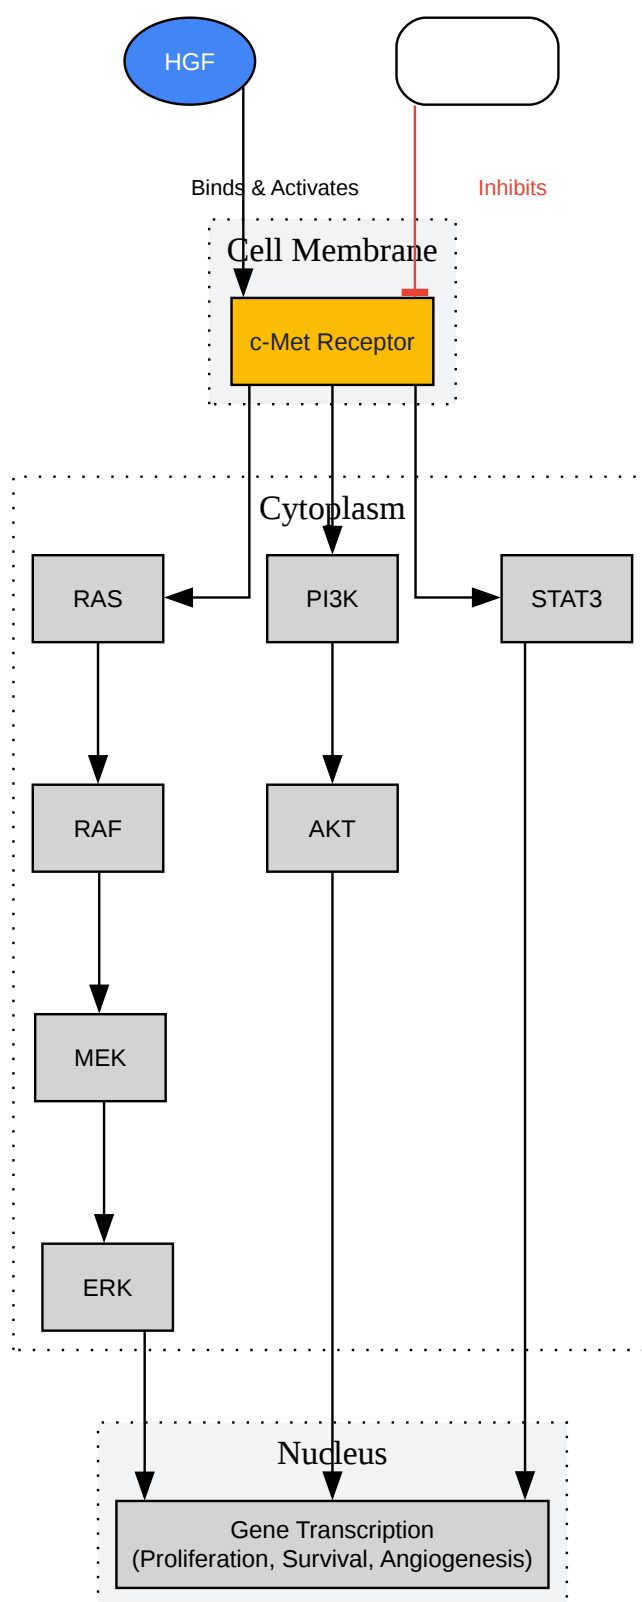 HGF
Binds & Activates
Inhibits
Cell Membrane
c-Met Receptor
Cytoplasm
RAS
PI3K
STAT3
RAF
AKT
MEK
ERK
Nucleus
Gene Transcription
(Proliferation, Survival, Angiogenesis)